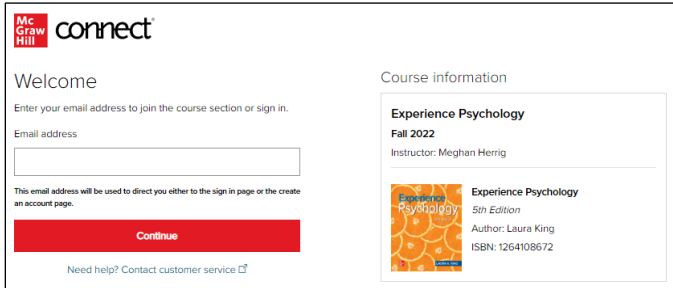 Mc
Graw
Hill
connect
Welcome
Enter your email address to join the course section or sign in.
Email address
This email address will be used to direct you either to the sign in page or the create
an account page.
Continue
Need help? Contact customer service
Course information
Experience Psychology
Fall 2022
Instructor: Meghan Herrig
Experience
Psychology
LAURA KING
Experience Psychology
5th Edition
Author: Laura King
ISBN: 1264108672